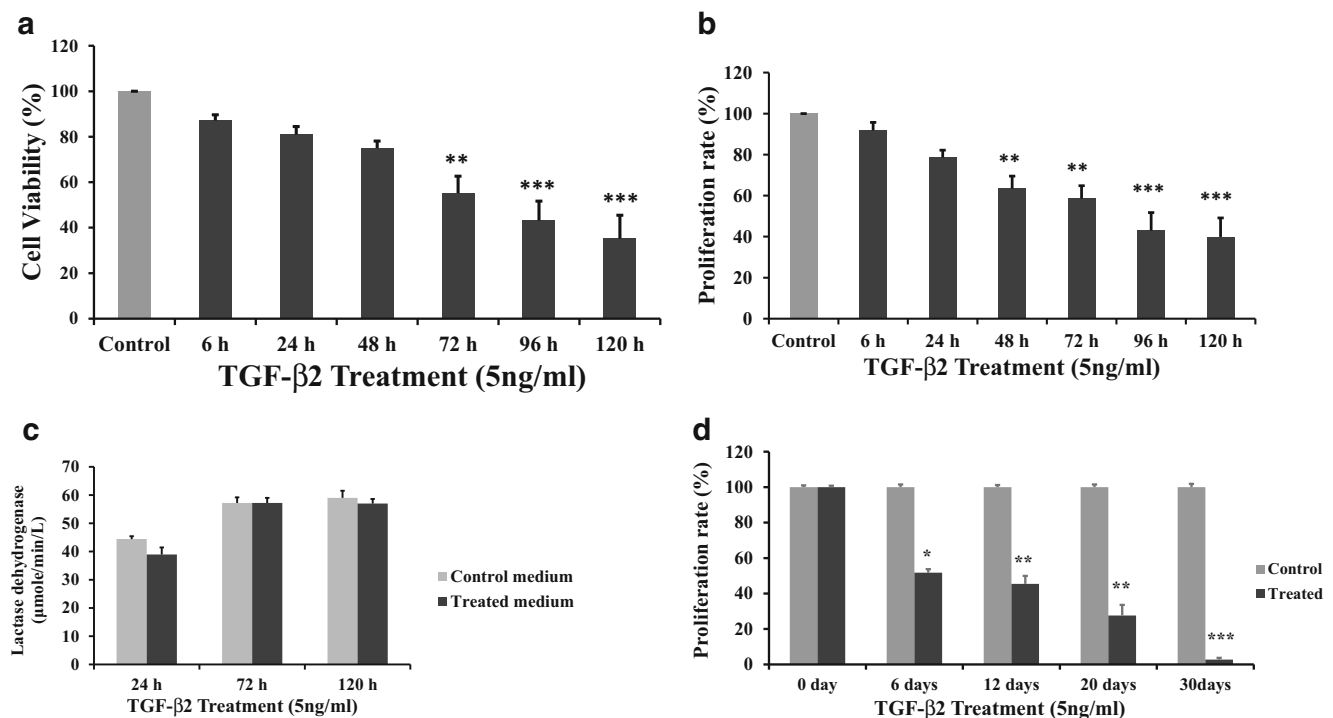 a
120
100
80
60
40
20
0
Cell Viability (%)
**
***
***
Control 6 h 24 h 48 h 72 h 96 h 120 h
TGF-β2 Treatment (5ng/ml)
b
120
100
80
60
40
20
0
Proliferation rate (%)
**
**
***
***
Control 6 h 24 h 48 h 72 h 96 h 120 h
TGF-β2 Treatment (5ng/ml)
c
70
60
50
40
30
20
10
0
Lactase dehydrogenase
(µmole/min/L)
24 h 72 h 120 h
TGF-β2 Treatment (5ng/ml)
Control medium
Treated medium
d
120
100
80
60
40
20
0
Proliferation rate (%)
*
**
**
***
0 day 6 days 12 days 20 days 30days
TGF-β2 Treatment (5ng/ml)
Control
Treated